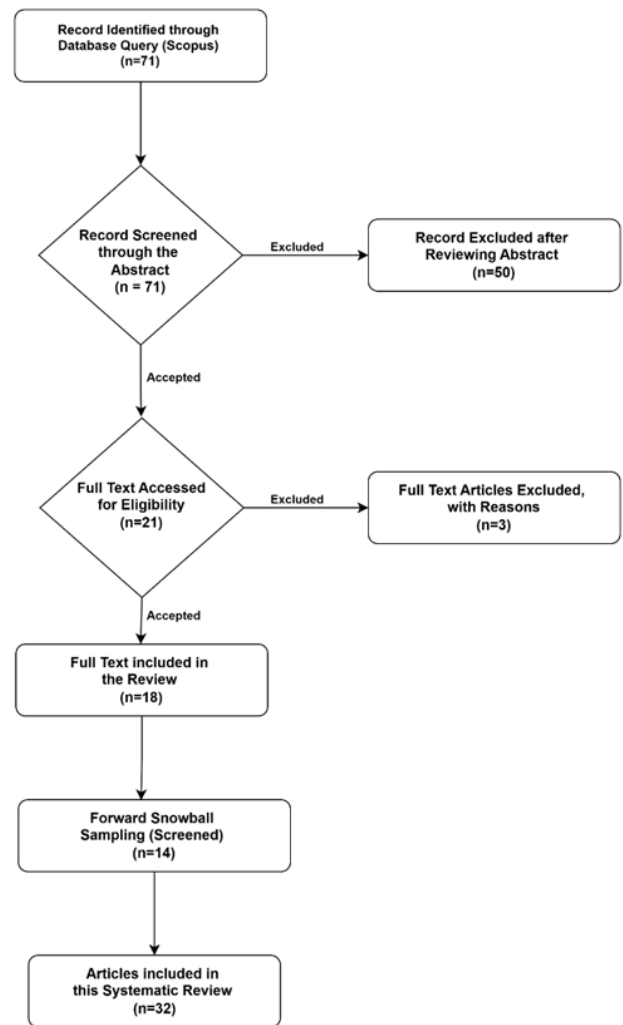 Record Identified through
Database Query (Scopus)
(n=71)
Record Screened
through the
Abstract
(n = 71)
Excluded
Record Excluded after
Reviewing Abstract
(n=50)
Accepted
Full Text Accessed
for Eligibility
(n=21)
Excluded
Full Text Articles Excluded,
with Reasons
(n=3)
Accepted
Full Text included in
the Review
(n=18)
Forward Snowball
Sampling (Screened)
(n=14)
Articles included in
this Systematic Review
(n=32)